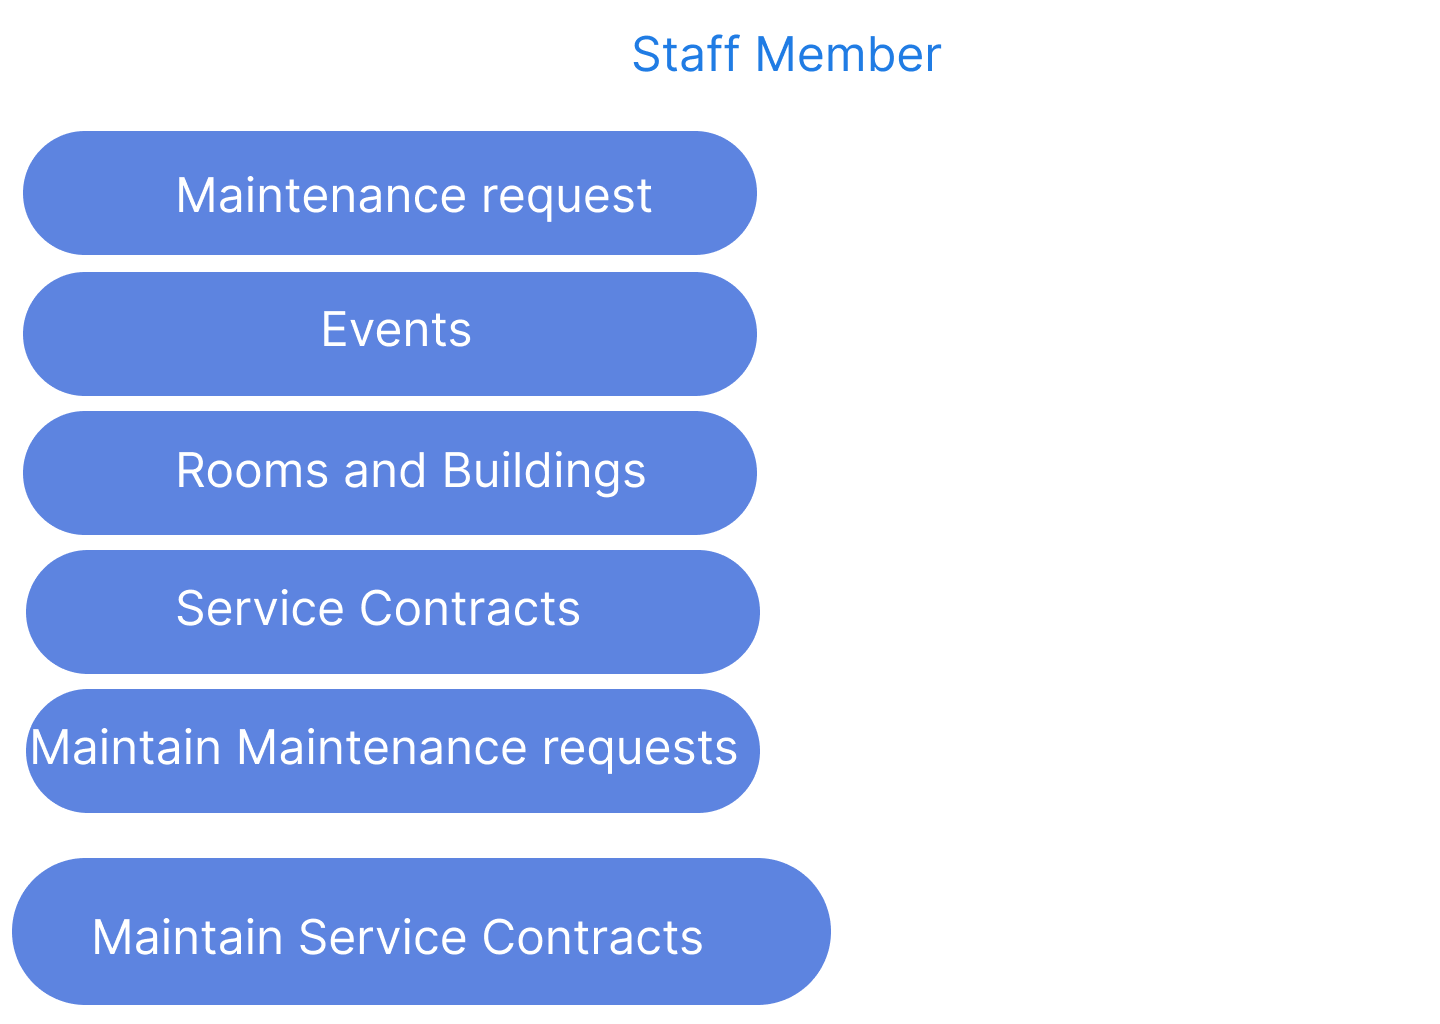 Staff Member
Maintenance request
Events
Rooms and Buildings
Service Contracts
Maintain Maintenance requests
Maintain Service Contracts